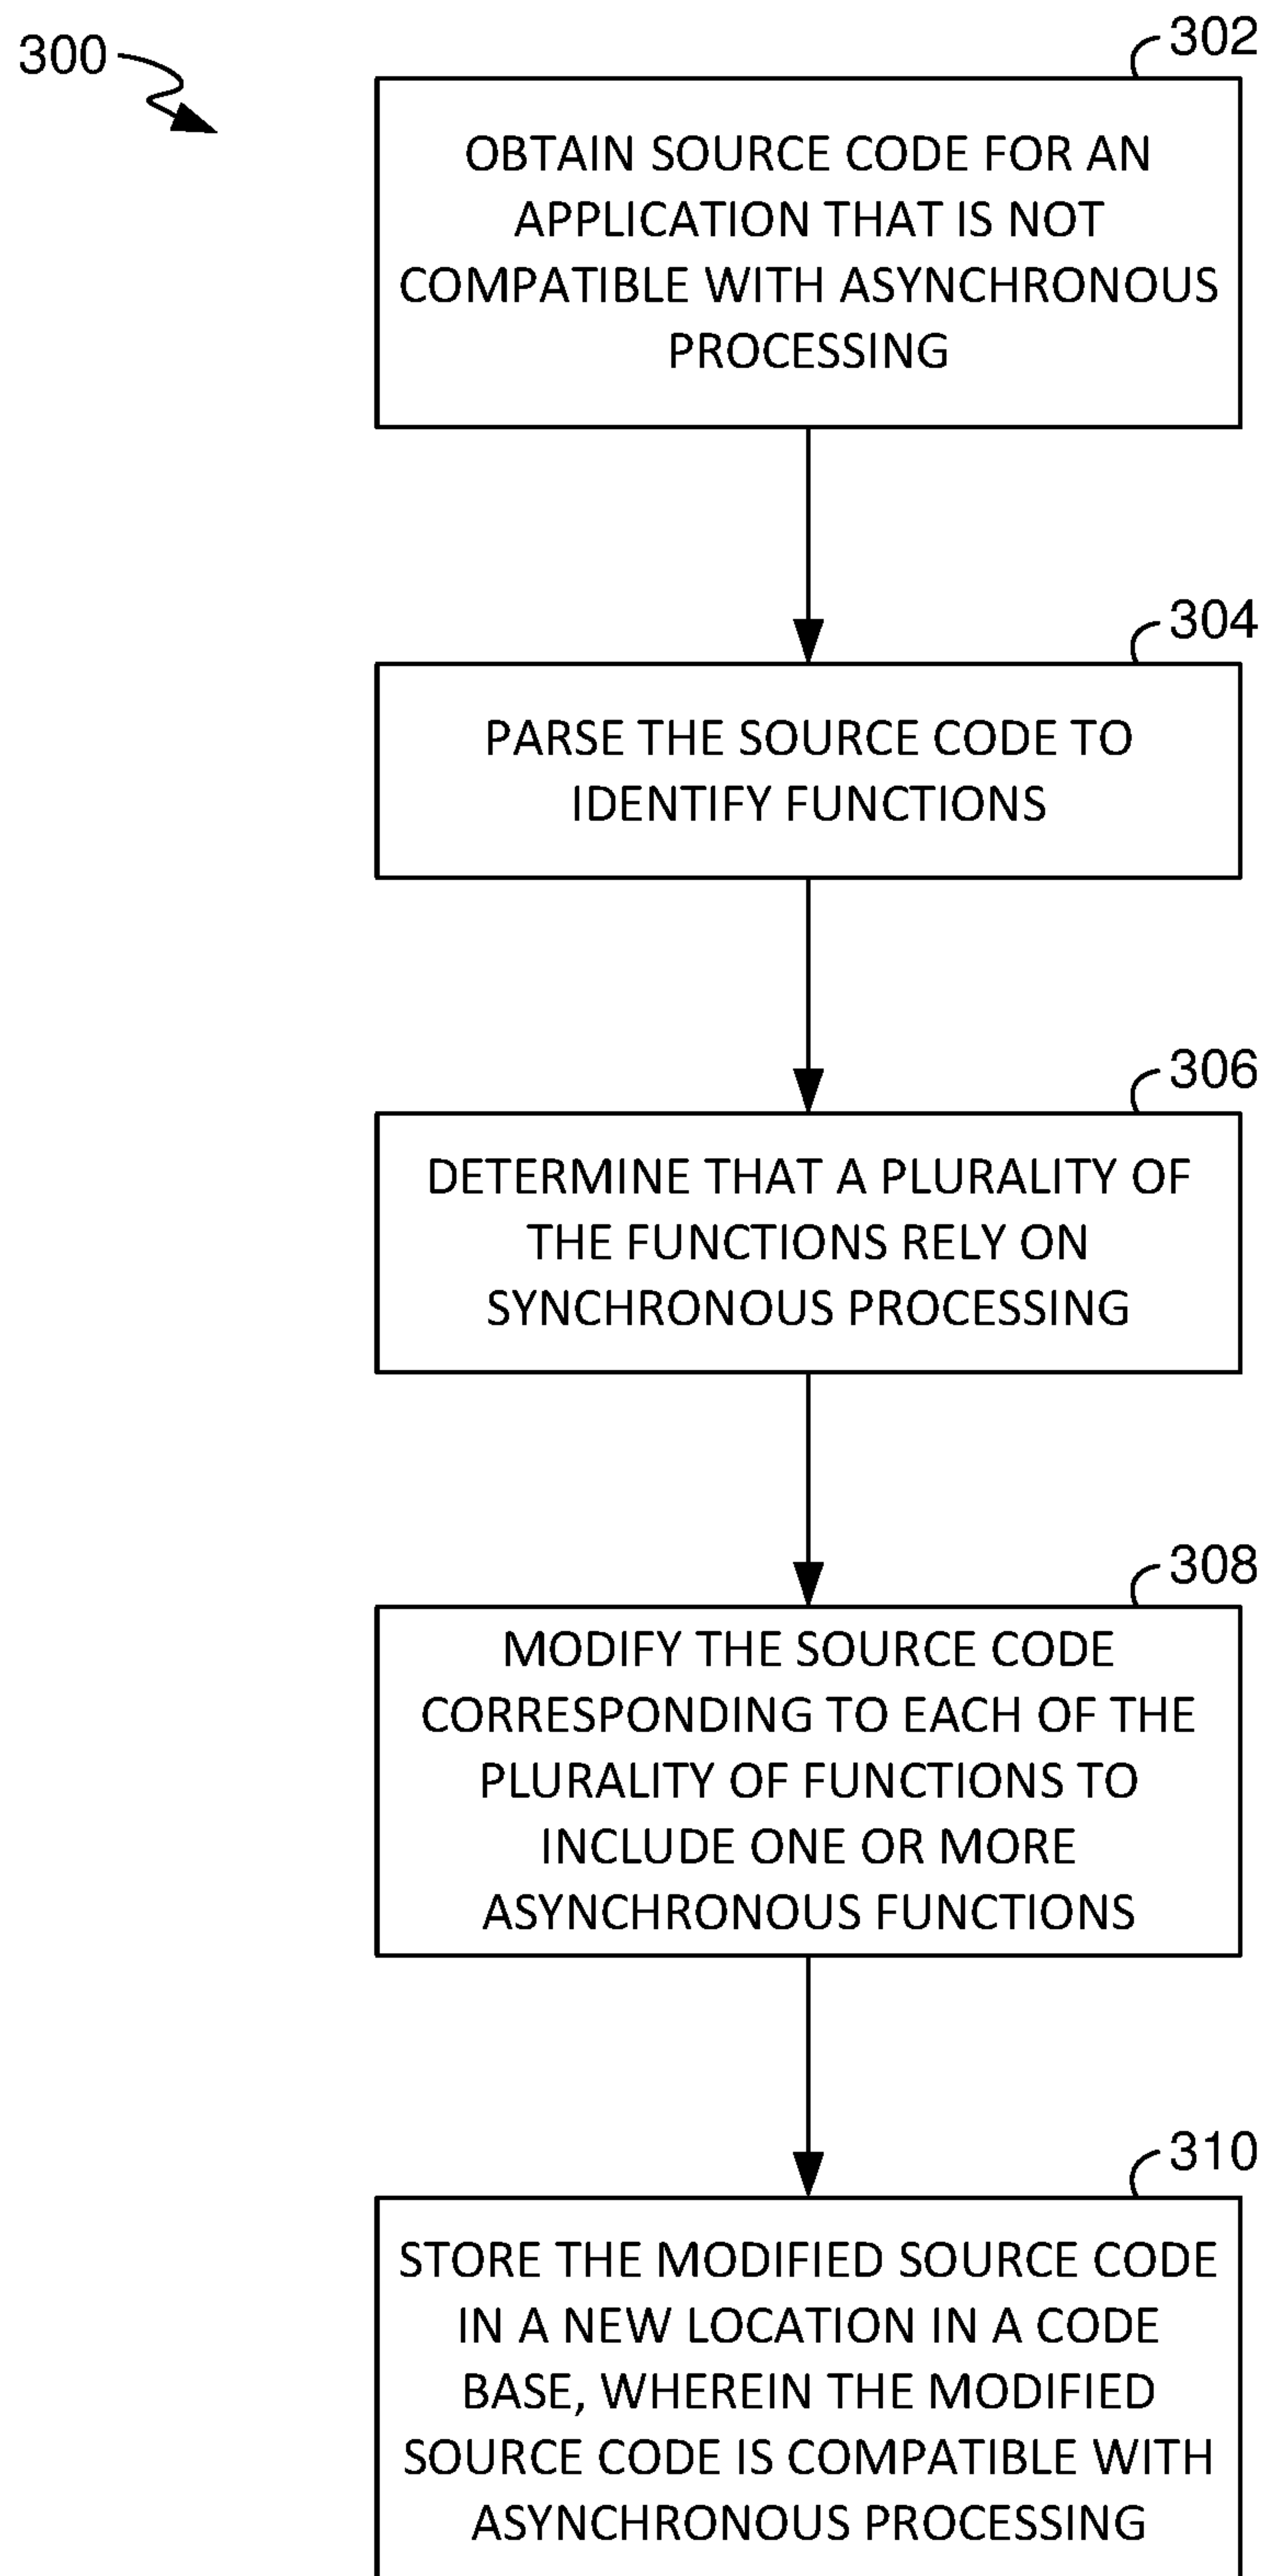 300
302
OBTAIN SOURCE CODE FOR AN
APPLICATION THAT IS NOT
COMPATIBLE WITH ASYNCHRONOUS
PROCESSING
304
PARSE THE SOURCE CODE TO
IDENTIFY FUNCTIONS
306
DETERMINE THAT A PLURALITY OF
THE FUNCTIONS RELY ON
SYNCHRONOUS PROCESSING
308
MODIFY THE SOURCE CODE
CORRESPONDING TO EACH OF THE
PLURALITY OF FUNCTIONS TO
INCLUDE ONE OR MORE
ASYNCHRONOUS FUNCTIONS
310
STORE THE MODIFIED SOURCE CODE
IN A NEW LOCATION IN A CODE
BASE, WHEREIN THE MODIFIED
SOURCE CODE IS COMPATIBLE WITH
ASYNCHRONOUS PROCESSING